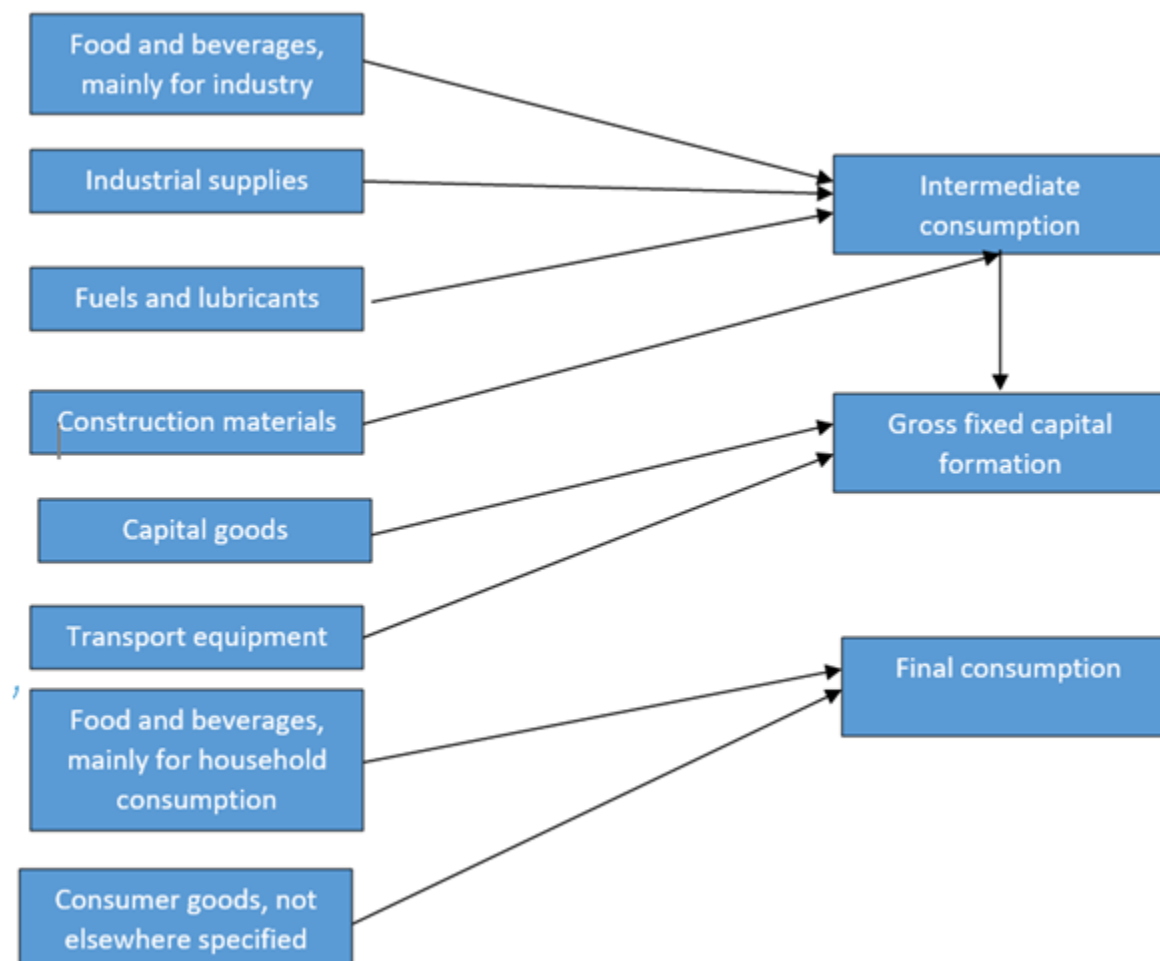 Food and beverages,
mainly for industry
Industrial supplies
Fuels and lubricants
Construction materials
Capital goods
Transport equipment
Food and beverages,
mainly for household
consumption
Consumer goods, not
elsewhere specified
Intermediate
consumption
Gross fixed capital
formation
Final consumption
,